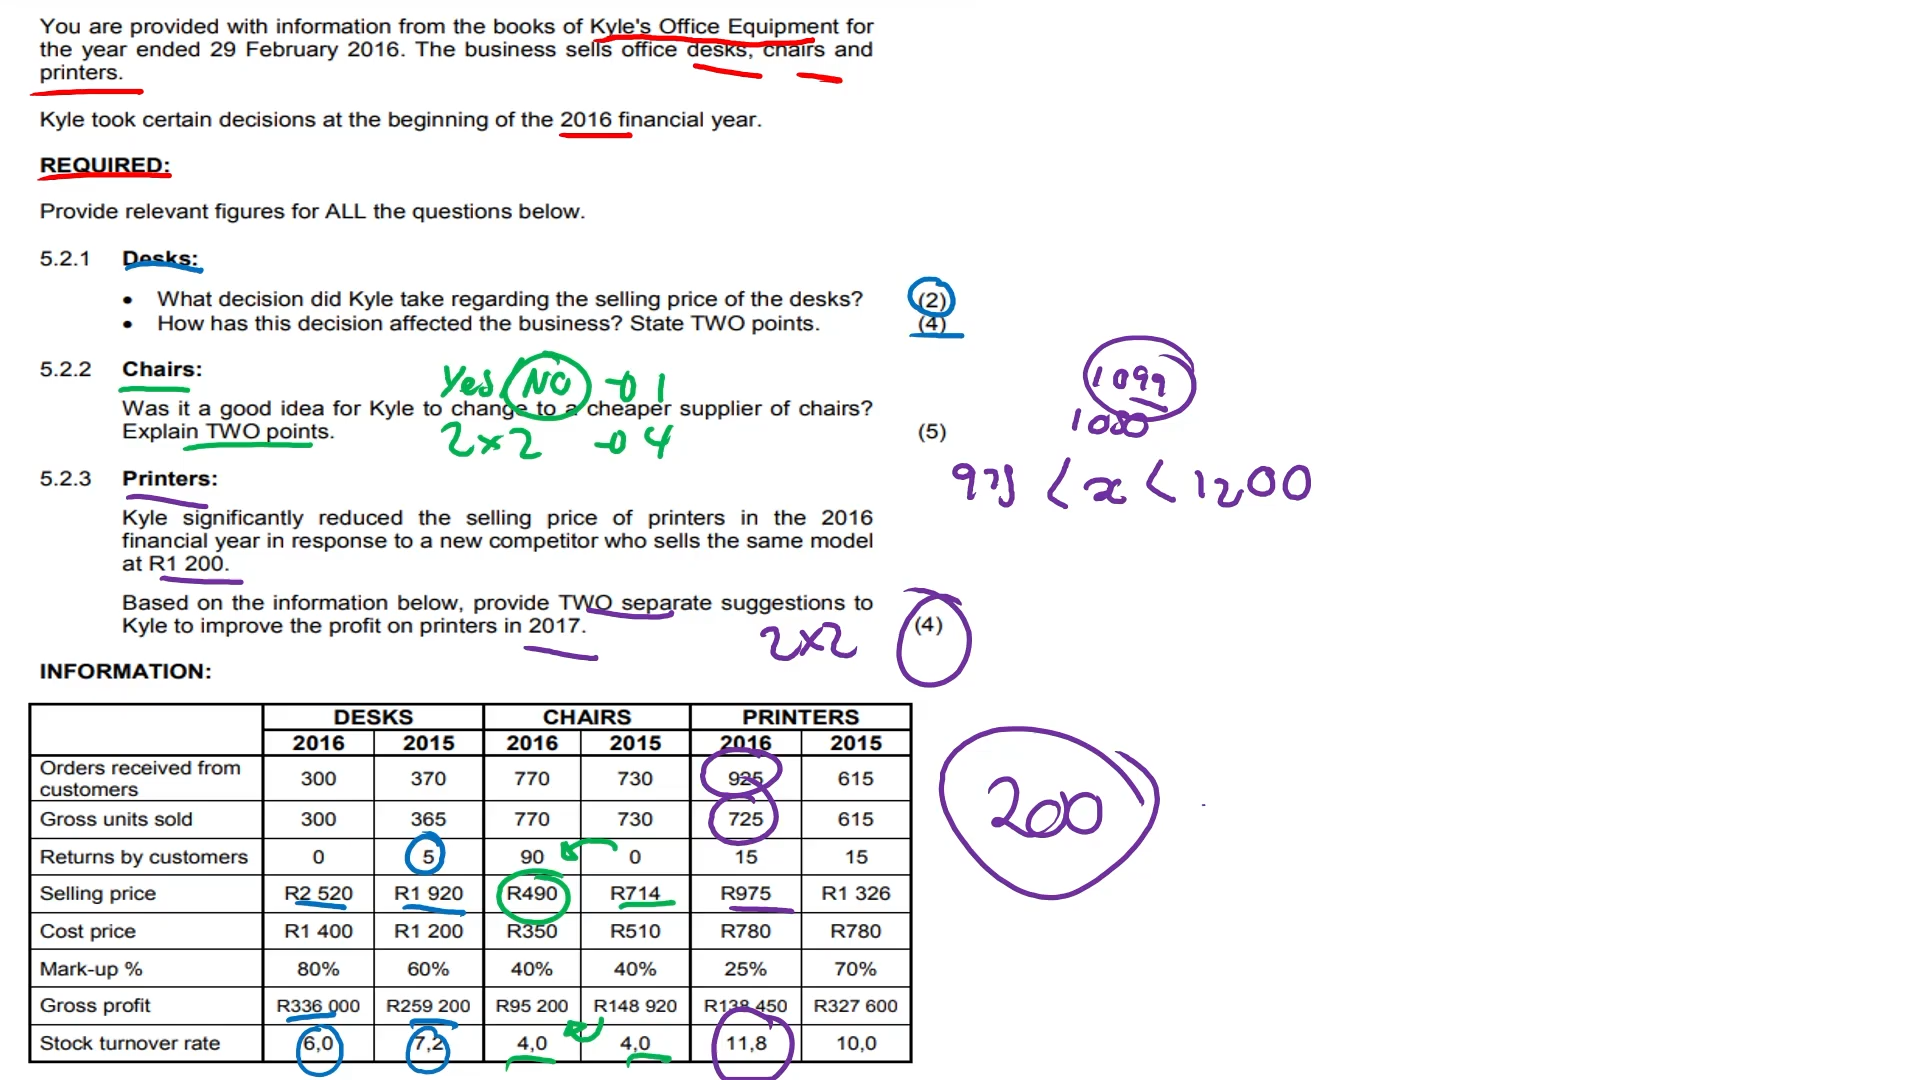 You are provided with information from the books of Kyle's Office Equipment for
the year ended 29 February 2016. The business sells office desks, chairs and
printers.
Kyle took certain decisions at the beginning of the 2016 financial year.
REQUIRED:
Provide relevant figures for ALL the questions below.
5.2.1 Desks:
• What decision did Kyle take regarding the selling price of the desks? (2)
• How has this decision affected the business? State TWO points. (4)
5.2.2 Chairs:
Yes, NO 1
Was it a good idea for Kyle to change to a cheaper supplier of chairs?
Explain TWO points. (5)
2×2 4
1099
1080
5.2.3 Printers:
975 < x < 1200
Kyle significantly reduced the selling price of printers in the 2016
financial year in response to a new competitor who sells the same model
at R1 200.
Based on the information below, provide TWO separate suggestions to
Kyle to improve the profit on printers in 2017. (4)
2×2
INFORMATION:
DESKS CHAIRS PRINTERS
2016 2015 2016 2015 2016 2015
Orders received from
customers 300 370 770 730 925 615
Gross units sold 300 365 770 730 725 615
200
Returns by customers 0 5 90 0 15 15
Selling price R2 520 R1 920 R490 R714 R975 R1 326
Cost price R1 400 R1 200 R350 R510 R780 R780
Mark-up % 80% 60% 40% 40% 25% 70%
Gross profit R336 000 R259 200 R95 200 R148 920 R138 450 R327 600
Stock turnover rate 6,0 7,2 4,0 4,0 11,8 10,0